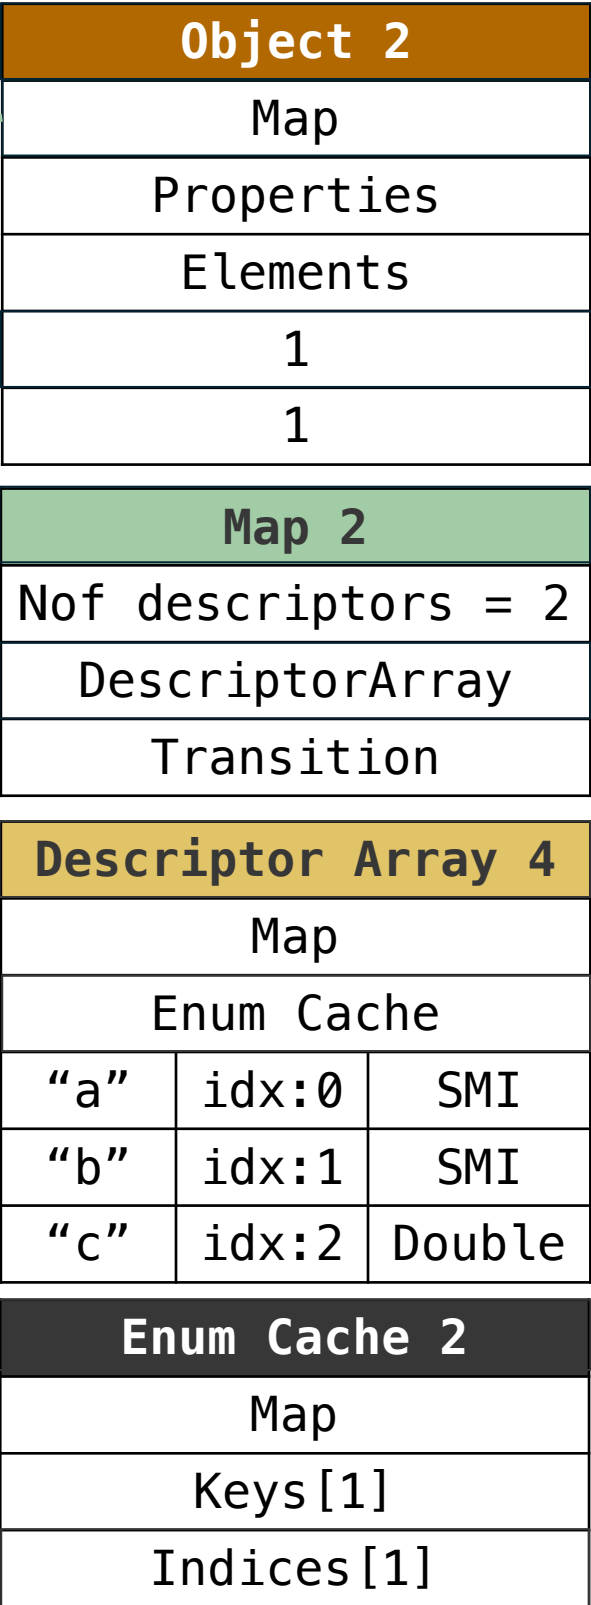 Object 2
Map
Properties
Elements
1
1
Map 2
Nof descriptors = 2
DescriptorArray
Transition
Descriptor Array 4
Map
Enum Cache
“a” idx:0 SMI
“b” idx:1 SMI
“c” idx:2 Double
Enum Cache 2
Map
Keys[1]
Indices[1]